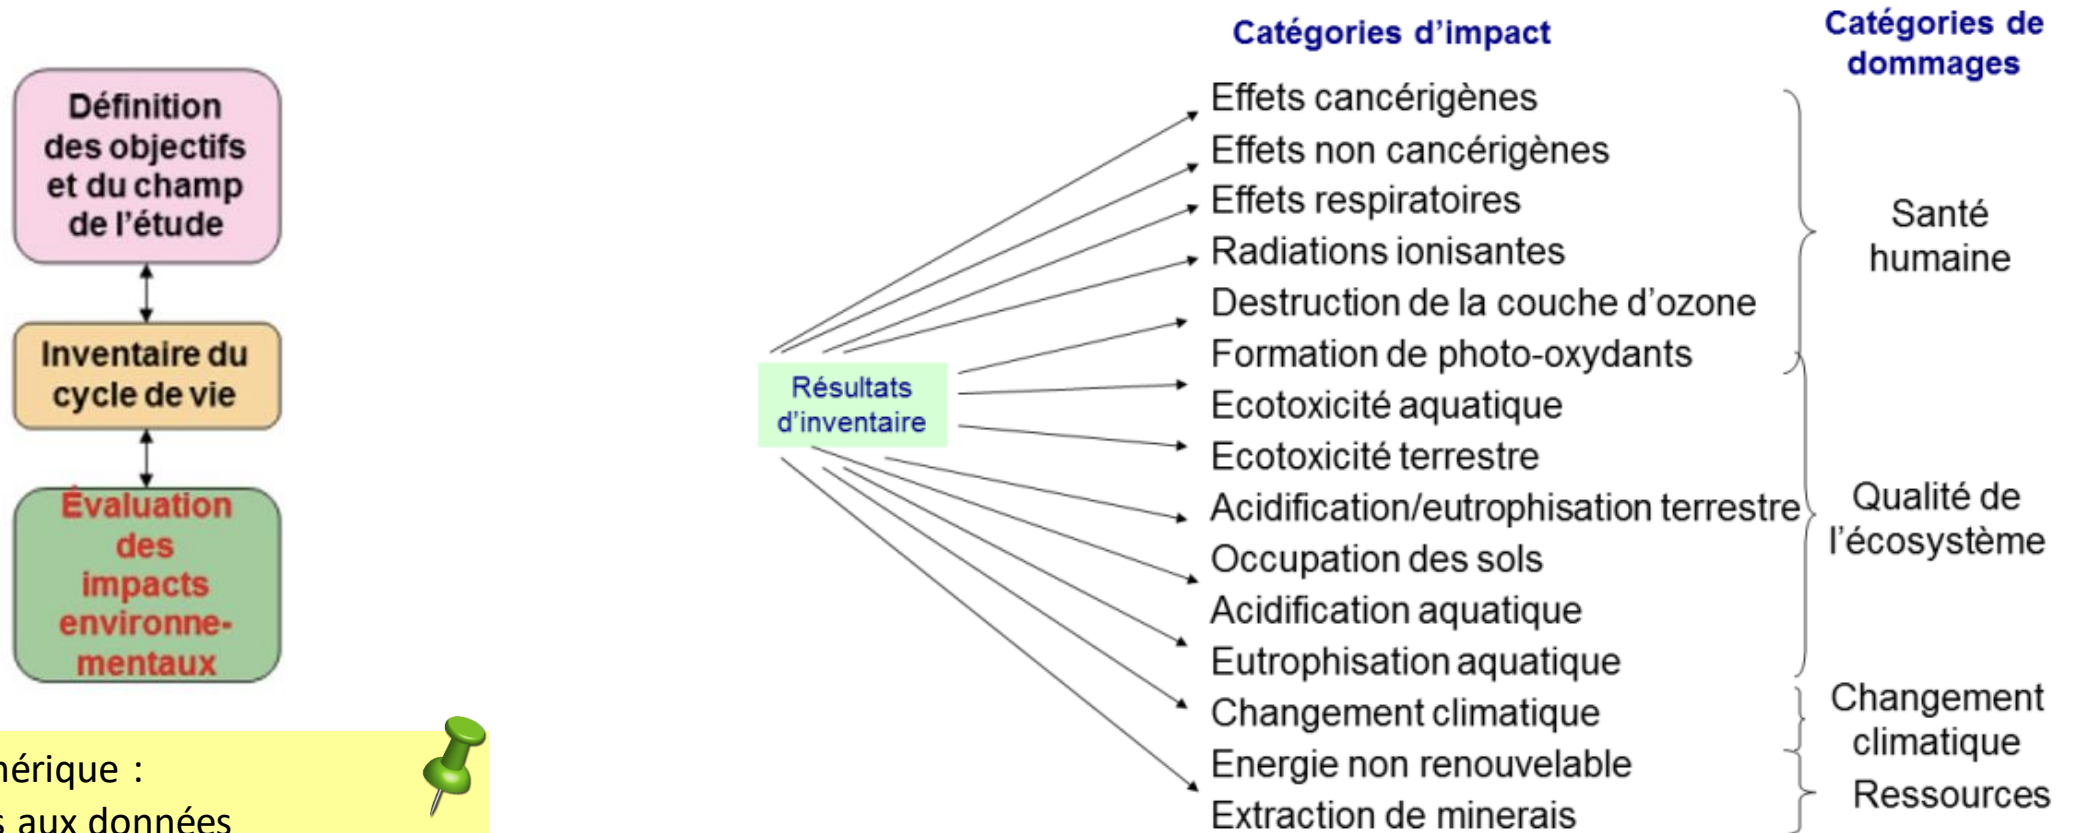 Définition
des objectifs
et du champ
de l'étude
Inventaire du
cycle de vie
Évaluation
des
impacts
environne-
mentaux
nérique :
s aux données
Résultats
d'inventaire
Catégories d'impact
Effets cancérigènes
Effets non cancérigènes
Effets respiratoires
Radiations ionisantes
Destruction de la couche d'ozone
Formation de photo-oxydants
Ecotoxicité aquatique
Ecotoxicité terrestre
Acidification/eutrophisation terrestre
Occupation des sols
Acidification aquatique
Eutrophisation aquatique
Changement climatique
Energie non renouvelable
Extraction de minerais
Catégories de
dommages
Santé
humaine
Qualité de
l'écosystème
Changement
climatique
Ressources